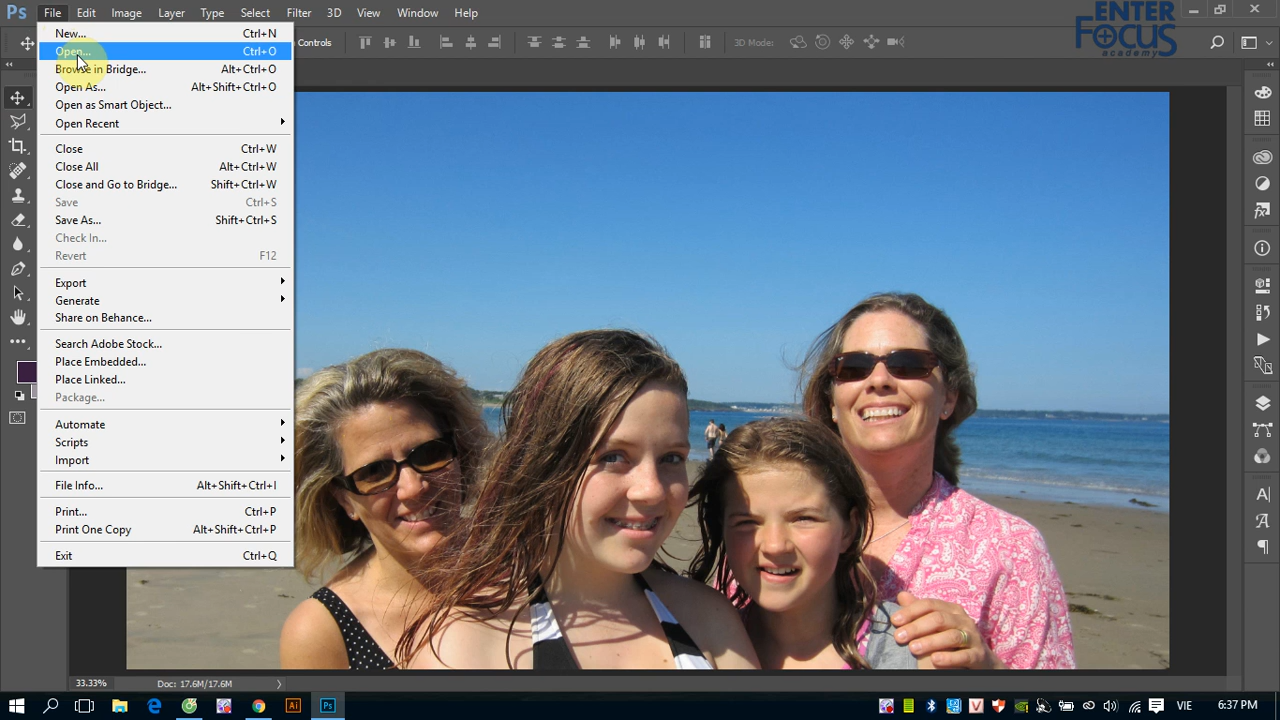 Ps File Edit Image Layer Type Select Filter 3D View Window Help
ENTER
FOCUS
academy
Controls 3D Mode:
New... Ctrl+N
Open... Ctrl+O
Browse in Bridge... Alt+Ctrl+O
Open As... Alt+Shift+Ctrl+O
Open as Smart Object...
Open Recent
Close Ctrl+W
Close All Alt+Ctrl+W
Close and Go to Bridge... Shift+Ctrl+W
Save Ctrl+S
Save As... Shift+Ctrl+S
Check In...
Revert F12
Export
Generate
Share on Behance...
Search Adobe Stock...
Place Embedded...
Place Linked...
Package...
Automate
Scripts
Import
File Info... Alt+Shift+Ctrl+I
Print... Ctrl+P
Print One Copy Alt+Shift+Ctrl+P
Exit Ctrl+Q
33.33% Doc: 17.6M/17.6M
Ai Ps VIE 6:37 PM